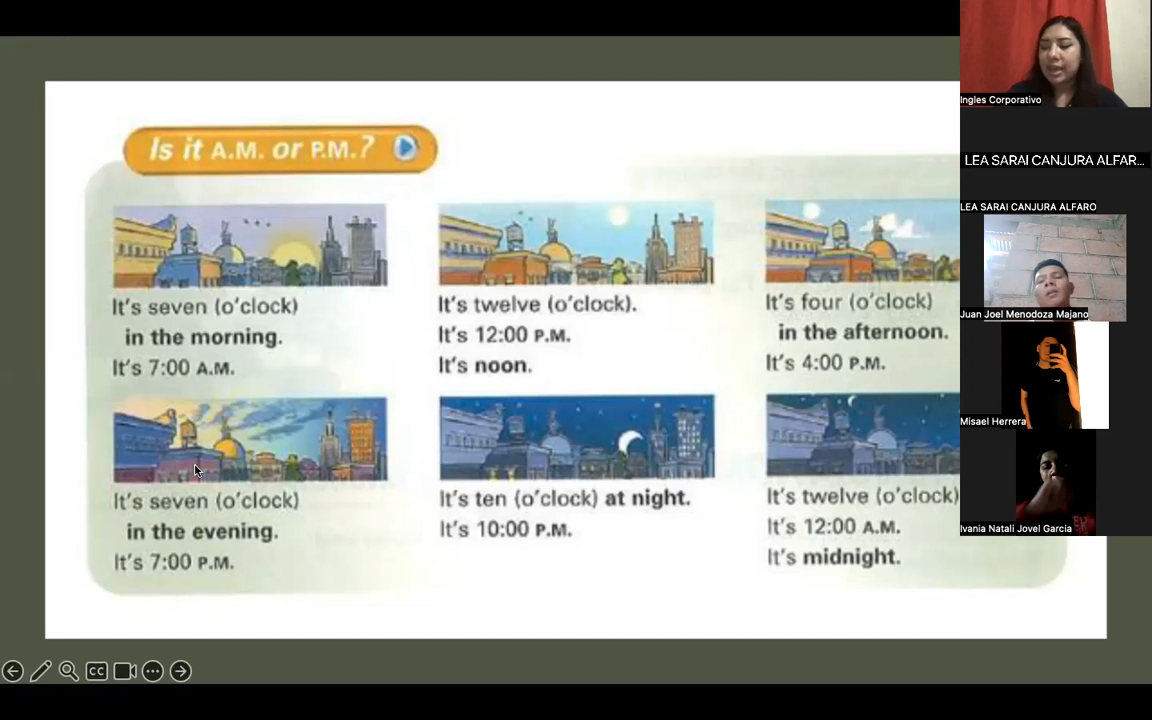 Is it A.M. or P.M.?
It's seven (o'clock)
in the morning.
It's 7:00 A.M.
It's twelve (o'clock).
It's 12:00 P.M.
It's noon.
It's four (o'clock)
in the afternoon.
It's 4:00 P.M.
It's seven (o'clock)
in the evening.
It's 7:00 P.M.
It's ten (o'clock) at night.
It's 10:00 P.M.
It's twelve (o'clock)
It's 12:00 A.M.
It's midnight.
Ingles Corporativo
LEA SARAI CANJURA ALFAR...
LEA SARAI CANJURA ALFARO
Juan Joel Menodoza Majano
Misael Herrera
Ivania Natali Jovel Garcia
CC